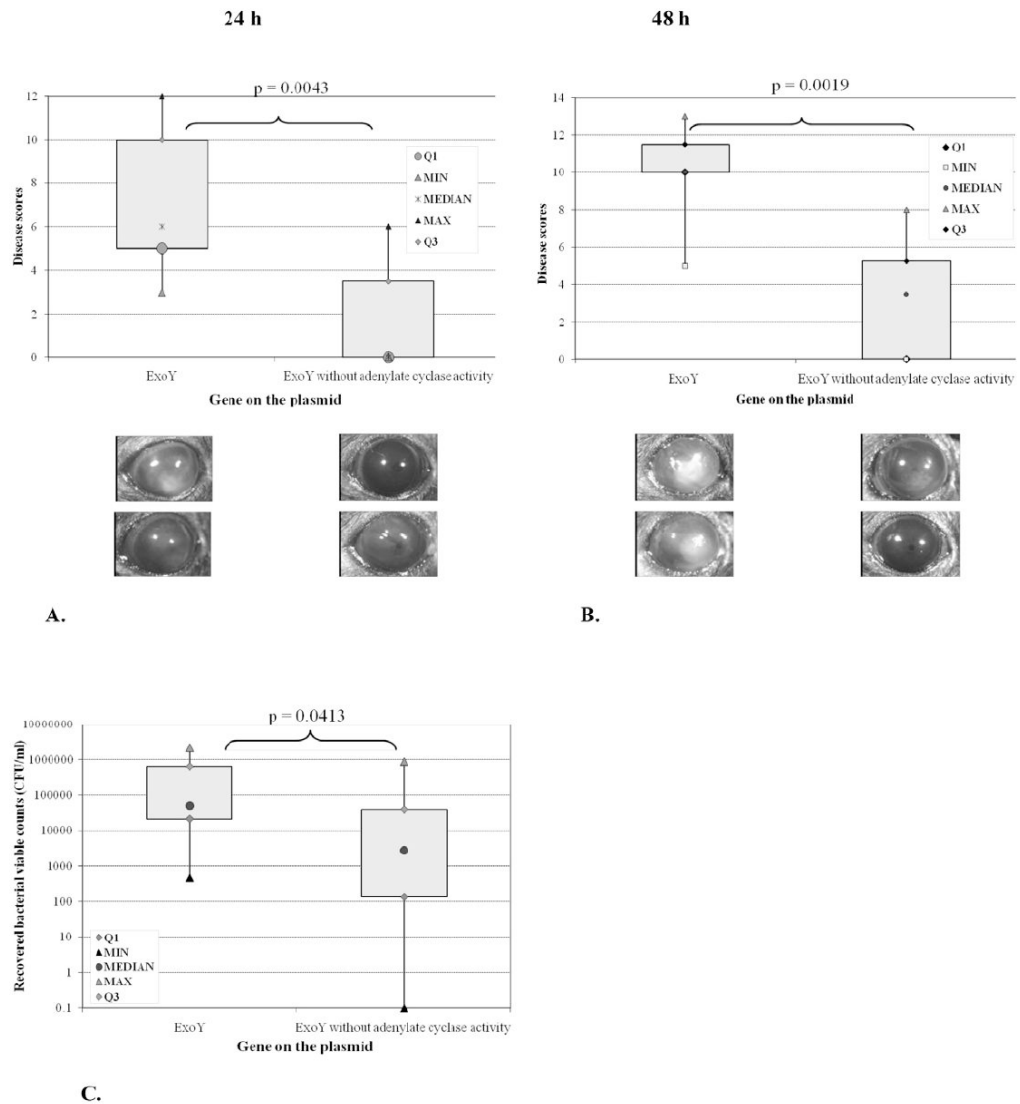 24 h
48 h
p = 0.0043
12
10
8
6
4
2
0
Disease scores
Q1
MIN
MEDIAN
MAX
Q3
ExoY
ExoY without adenylate cyclase activity
Gene on the plasmid
A.
p = 0.0019
14
12
10
8
6
4
2
0
Disease scores
Q1
MIN
MEDIAN
MAX
Q3
ExoY
ExoY without adenylate cyclase activity
Gene on the plasmid
B.
p = 0.0413
10000000
1000000
100000
10000
1000
100
10
1
0.1
Recovered bacterial viable counts (CFU/ml)
Q1
MIN
MEDIAN
MAX
Q3
ExoY
ExoY without adenylate cyclase activity
Gene on the plasmid
C.